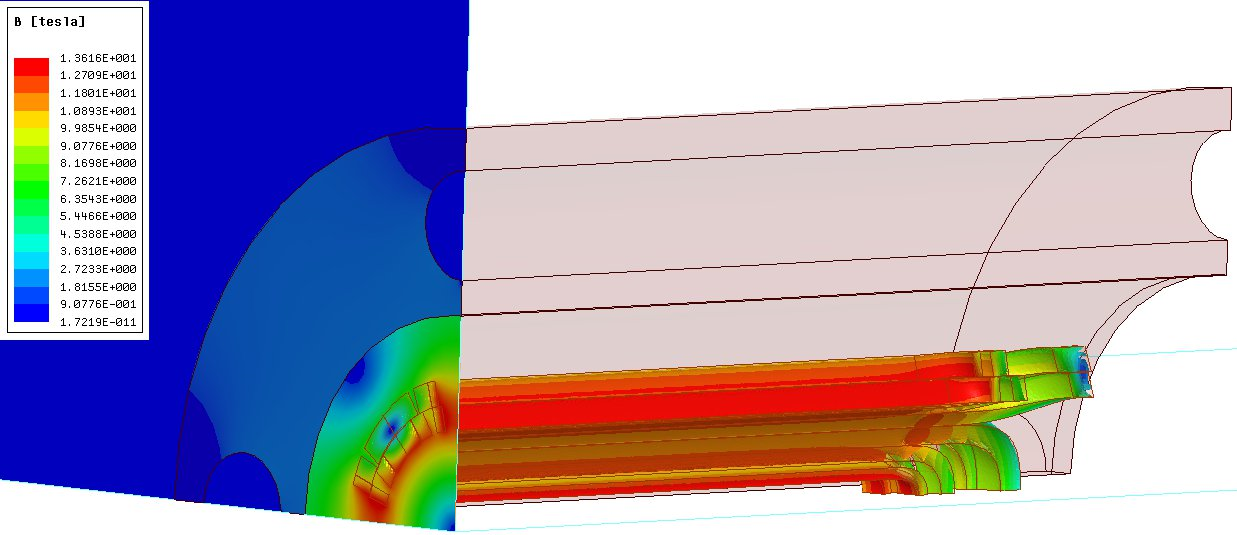 B [tesla]
1.3616E+001
1.2709E+001
1.1801E+001
1.0893E+001
9.9854E+000
9.0776E+000
8.1698E+000
7.2621E+000
6.3543E+000
5.4466E+000
4.5388E+000
3.6310E+000
2.7233E+000
1.8155E+000
9.0776E-001
1.7219E-011